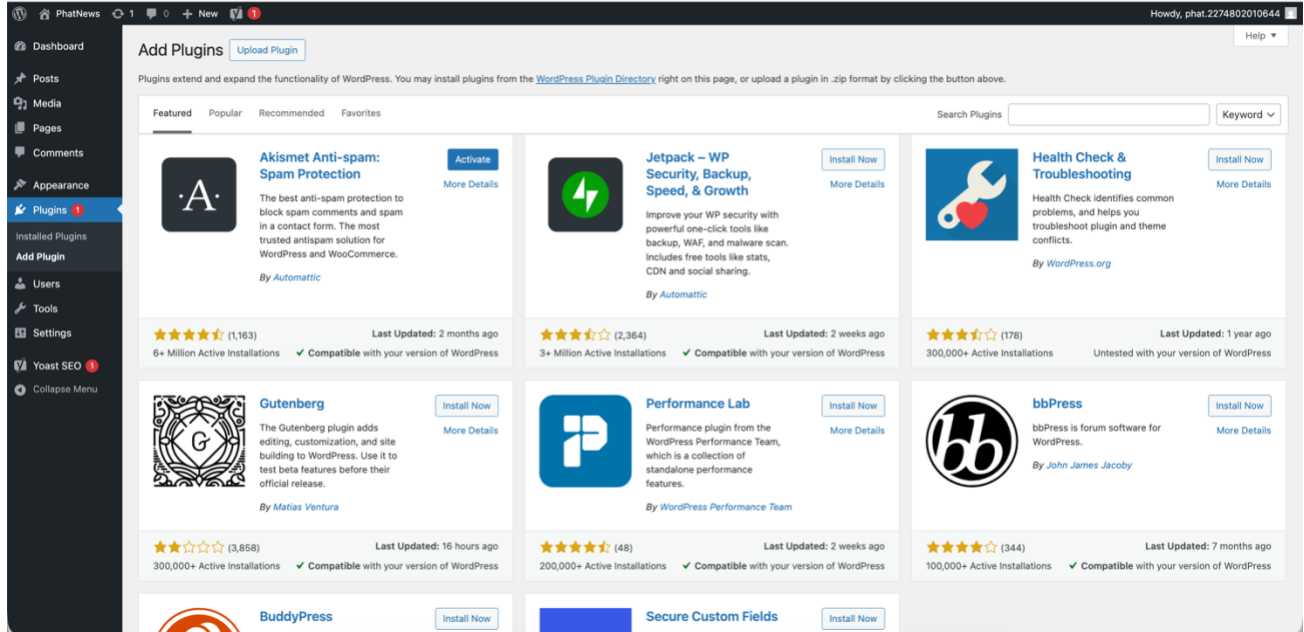 PhatNews 1 0 + New 1 Howdy, phat.2274802010644
Help ▼
Dashboard
Posts
Media
Pages
Comments
Appearance
Plugins 1
Installed Plugins
Add Plugin
Users
Tools
Settings
Yoast SEO 1
Collapse Menu
Add Plugins Upload Plugin
Plugins extend and expand the functionality of WordPress. You may install plugins from the WordPress Plugin Directory right on this page, or upload a plugin in .zip format by clicking the button above.
Featured Popular Recommended Favorites Search Plugins Keyword
·A·
Akismet Anti-spam:
Spam Protection
Activate
More Details
The best anti-spam protection to
block spam comments and spam
in a contact form. The most
trusted antispam solution for
WordPress and WooCommerce.
By Automattic
(1,163) Last Updated: 2 months ago
6+ Million Active Installations ✓ Compatible with your version of WordPress
Jetpack – WP
Security, Backup,
Speed, & Growth
Install Now
More Details
Improve your WP security with
powerful one-click tools like
backup, WAF, and malware scan.
Includes free tools like stats,
CDN and social sharing.
By Automattic
(2,364) Last Updated: 2 weeks ago
3+ Million Active Installations ✓ Compatible with your version of WordPress
Health Check &
Troubleshooting
Install Now
More Details
Health Check identifies common
problems, and helps you
troubleshoot plugin and theme
conflicts.
By WordPress.org
(178) Last Updated: 1 year ago
300,000+ Active Installations Untested with your version of WordPress
G
Gutenberg
Install Now
More Details
The Gutenberg plugin adds
editing, customization, and site
building to WordPress. Use it to
test beta features before their
official release.
By Matias Ventura
(3,858) Last Updated: 16 hours ago
300,000+ Active Installations ✓ Compatible with your version of WordPress
Performance Lab
Install Now
More Details
Performance plugin from the
WordPress Performance Team,
which is a collection of
standalone performance
features.
By WordPress Performance Team
(48) Last Updated: 2 weeks ago
200,000+ Active Installations ✓ Compatible with your version of WordPress
bb
bbPress
Install Now
More Details
bbPress is forum software for
WordPress.
By John James Jacoby
(344) Last Updated: 7 months ago
100,000+ Active Installations ✓ Compatible with your version of WordPress
BuddyPress
Install Now
Secure Custom Fields
Install Now